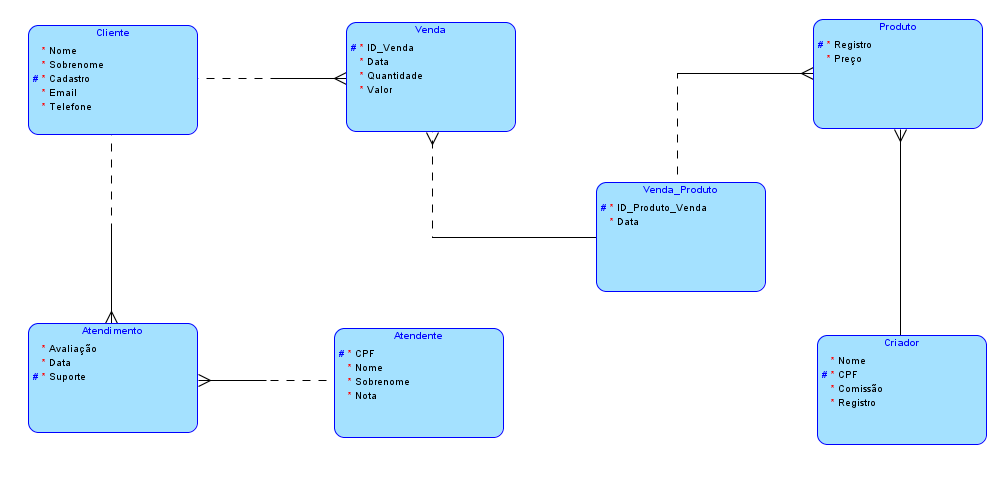 Cliente
* Nome
* Sobrenome
# * Cadastro
* Email
* Telefone
Venda
# * ID_Venda
* Data
* Quantidade
* Valor
Produto
# * Registro
* Preço
Venda_Produto
# * ID_Produto_Venda
* Data
Atendimento
* Avaliação
* Data
# * Suporte
Atendente
# * CPF
* Nome
* Sobrenome
* Nota
Criador
* Nome
# * CPF
* Comissão
* Registro